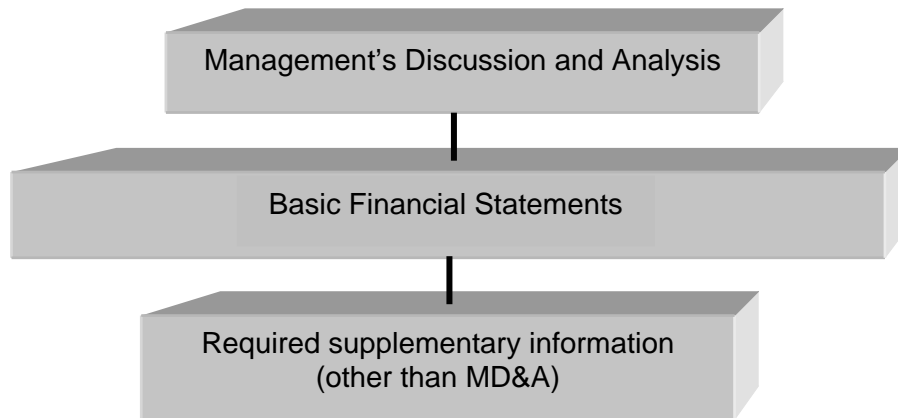 Management’s Discussion and Analysis
Basic Financial Statements
Required supplementary information
(other than MD&A)